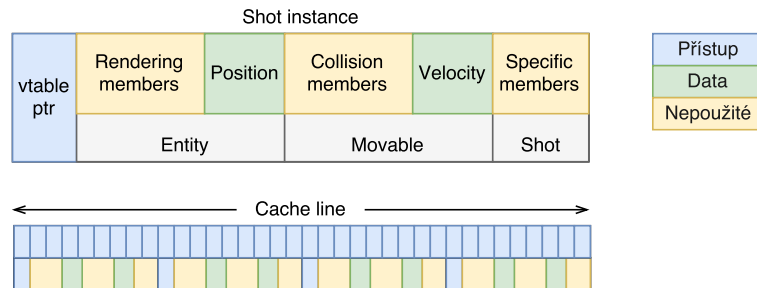 Shot instance
vtable
ptr
Rendering
members
Position
Collision
members
Velocity
Specific
members
Entity
Movable
Shot
Přístup
Data
Nepoužité
Cache line